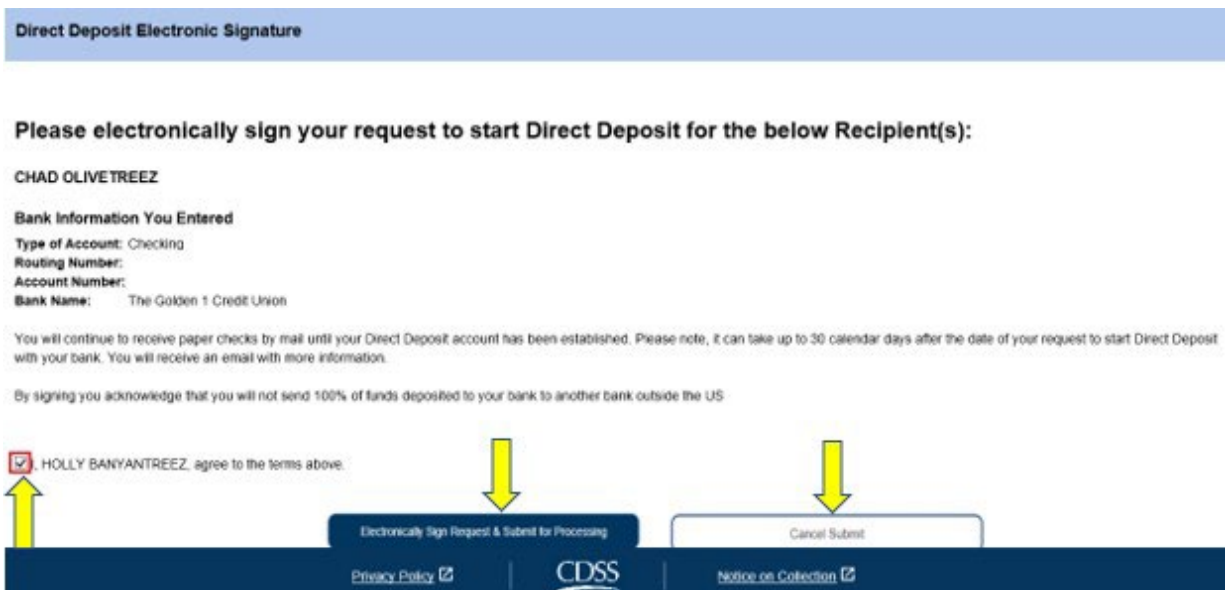 Direct Deposit Electronic Signature
Please electronically sign your request to start Direct Deposit for the below Recipient(s):
CHAD OLIVETREEZ
Bank Information You Entered
Type of Account: Checking
Routing Number:
Account Number:
Bank Name: The Golden 1 Credit Union
You will continue to receive paper checks by mail until your Direct Deposit account has been established. Please note, it can take up to 30 calendar days after the date of your request to start Direct Deposit
with your bank. You will receive an email with more information.
By signing you acknowledge that you will not send 100% of funds deposited to your bank to another bank outside the US
, HOLLY BANYANTREEZ, agree to the terms above.
Electronically Sign Request & Submit for Processing
Cancel Submit
Privacy Policy
CDSS
Notice on Collection